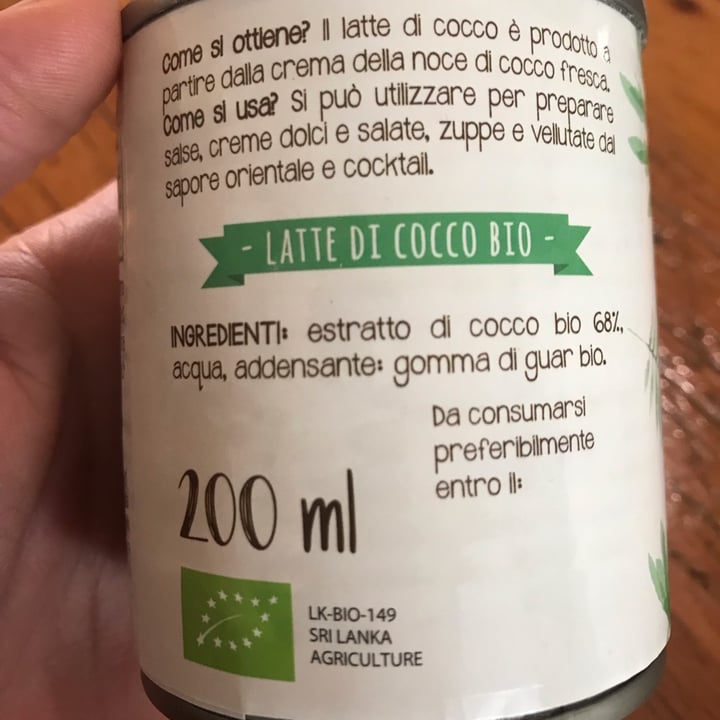 Come si ottiene? Il latte di cocco è prodotto a
partire dalla crema della noce di cocco fresca.
Come si usa? Si può utilizzare per preparare
salse, creme dolci e salate, zuppe e vellutate dal
sapore orientale e cocktail.
- LATTE DI COCCO BIO -
INGREDIENTI: estratto di cocco bio 68%,
acqua, addensante: gomma di guar bio.
Da consumarsi
preferibilmente
entro il:
200 ml
LK-BIO-149
SRI LANKA
AGRICULTURE